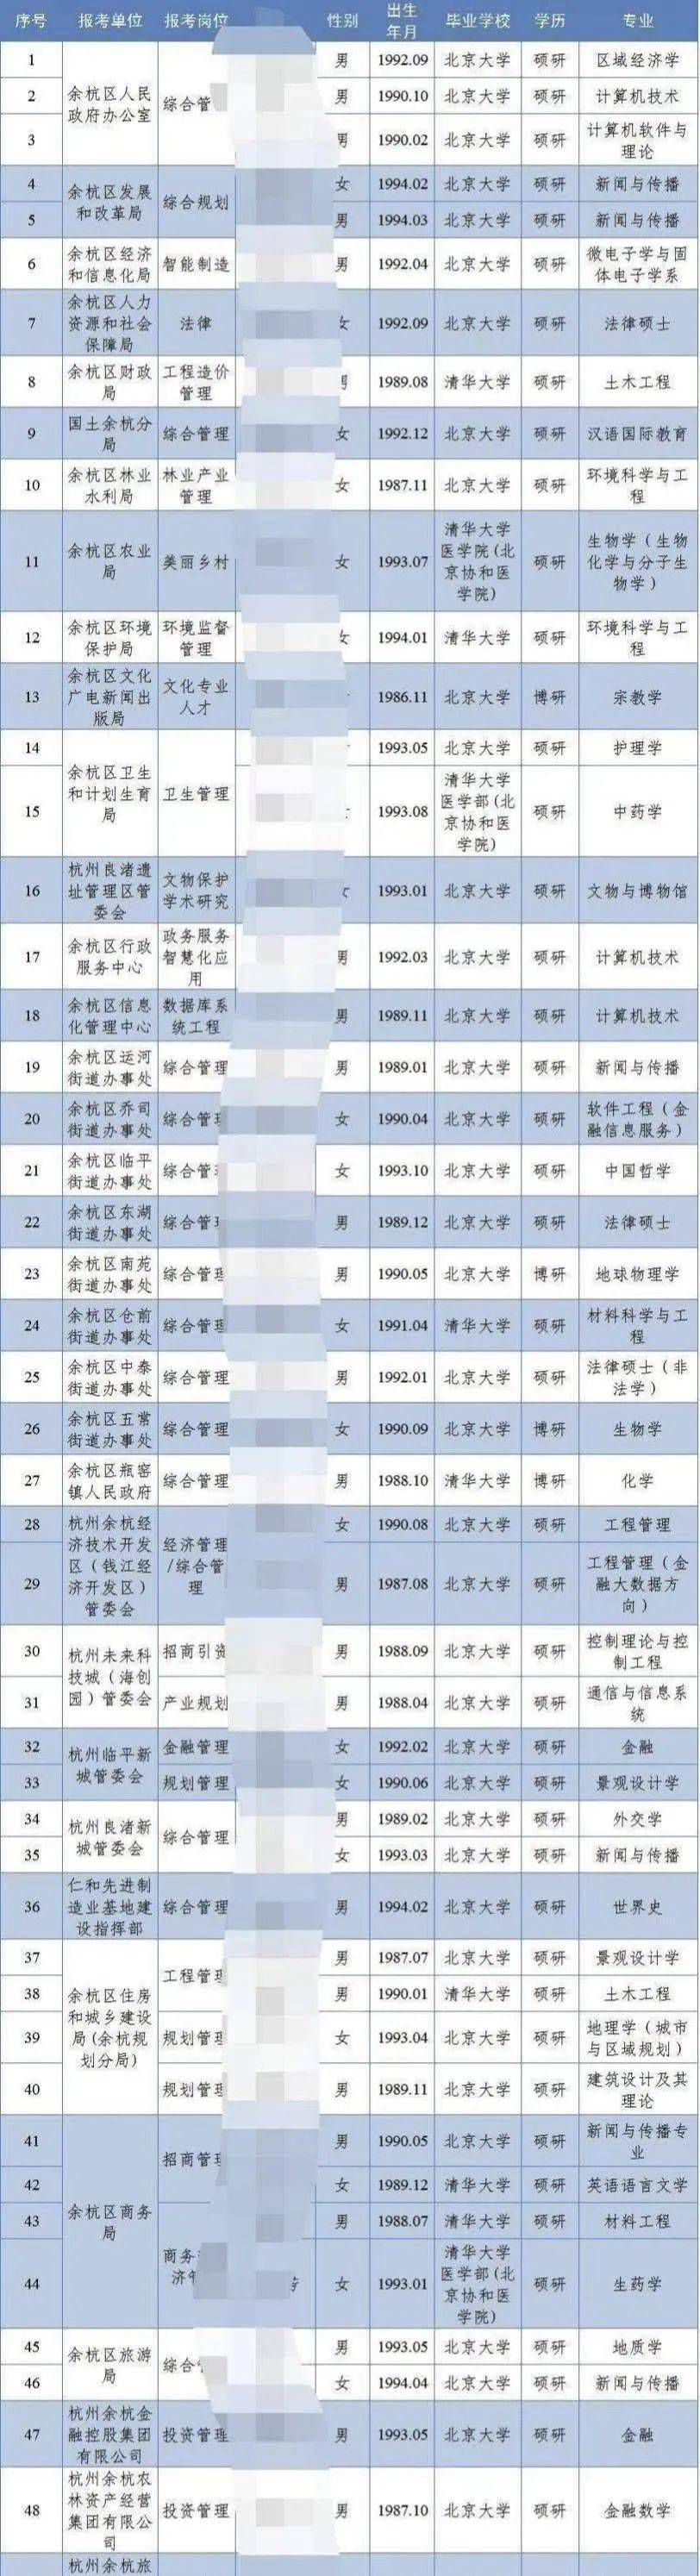 序号 报考单位 报考岗位 性别 出生年月 毕业学校 学历 专业
1 余杭区人民政府办公室 综合管 男 1992.09 北京大学 硕研 区域经济学
2 男 1990.10 北京大学 硕研 计算机技术
3 男 1990.02 北京大学 硕研 计算机软件与理论
4 余杭区发展和改革局 综合规划 女 1994.02 北京大学 硕研 新闻与传播
5 男 1994.03 北京大学 硕研 新闻与传播
6 余杭区经济和信息化局 智能制造 男 1992.04 北京大学 硕研 微电子学与固体电子学系
7 余杭区人力资源和社会保障局 法律 女 1992.09 北京大学 硕研 法律硕士
8 余杭区财政局 工程造价管理 1989.08 清华大学 硕研 土木工程
9 国土余杭分局 综合管理 女 1992.12 北京大学 硕研 汉语国际教育
10 余杭区林业水利局 林业产业管理 女 1987.11 北京大学 硕研 环境科学与工程
11 余杭区农业局 美丽乡村 女 1993.07 清华大学医学院(北京协和医学院) 硕研 生物学（生物化学与分子生物学）
12 余杭区环境保护局 环境监督管理 女 1994.01 清华大学 硕研 环境科学与工程
13 余杭区文化广电新闻出版局 文化专业人才 1986.11 北京大学 博研 宗教学
14 余杭区卫生和计划生育局 卫生管理 1993.05 北京大学 硕研 护理学
15 1993.08 清华大学医学部(北京协和医学院) 硕研 中药学
16 杭州良渚遗址管理区管委会 文物保护学术研究 女 1993.01 北京大学 硕研 文物与博物馆
17 余杭区行政服务中心 政务服务智慧化应用 男 1992.03 北京大学 硕研 计算机技术
18 余杭区信息化管理中心 数据库系统工程 男 1989.11 北京大学 硕研 计算机技术
19 余杭区运河街道办事处 综合管理 男 1989.01 北京大学 硕研 新闻与传播
20 余杭区乔司街道办事处 综合管理 女 1990.04 北京大学 硕研 软件工程（金融信息服务）
21 余杭区临平街道办事处 综合管理 女 1993.10 北京大学 硕研 中国哲学
22 余杭区东湖街道办事处 综合管理 男 1989.12 北京大学 硕研 法律硕士
23 余杭区南苑街道办事处 综合管理 男 1990.05 北京大学 博研 地球物理学
24 余杭区仓前街道办事处 综合管理 女 1991.04 清华大学 硕研 材料科学与工程
25 余杭区中泰街道办事处 综合管理 男 1992.01 北京大学 硕研 法律硕士（非法学）
26 余杭区五常街道办事处 综合管理 女 1990.09 北京大学 博研 生物学
27 余杭区瓶窑镇人民政府 综合管理 男 1988.10 清华大学 博研 化学
28 杭州余杭经济技术开发区（钱江经济开发区）管委会 经济管理/综合管理 女 1990.08 北京大学 硕研 工程管理
29 男 1987.08 北京大学 硕研 工程管理（金融大数据方向）
30 杭州未来科技城（海创园）管委会 招商引资 男 1988.09 北京大学 硕研 控制理论与控制工程
31 产业规划 男 1988.04 北京大学 硕研 通信与信息系统
32 杭州临平新城管委会 金融管理 女 1992.02 北京大学 硕研 金融
33 规划管理 女 1990.06 北京大学 硕研 景观设计学
34 杭州良渚新城管委会 综合管理 男 1989.02 北京大学 硕研 外交学
35 女 1993.03 北京大学 硕研 新闻与传播
36 仁和先进制造业基地建设指挥部 综合管理 男 1994.02 北京大学 硕研 世界史
37 余杭区住房和城乡建设局(余杭规划分局) 工程管理 男 1987.07 北京大学 硕研 景观设计学
38 男 1990.01 清华大学 硕研 土木工程
39 规划管理 女 1993.04 北京大学 硕研 地理学（城市与区域规划）
40 规划管理 男 1989.11 北京大学 硕研 建筑设计及其理论
41 余杭区商务局 招商管理 男 1990.05 北京大学 硕研 新闻与传播专业
42 女 1989.12 清华大学 硕研 英语语言文学
43 商务 济 男 1988.07 清华大学 硕研 材料工程
44 女 1993.01 清华大学医学部(北京协和医学院) 硕研 生药学
45 余杭区旅游局 综合 男 1993.05 北京大学 硕研 地质学
46 女 1994.04 北京大学 硕研 新闻与传播
47 杭州余杭金融控股集团有限公司 投资管理 男 1993.05 北京大学 硕研 金融
48 杭州余杭农林资产经营集团有限公司 投资管理 男 1987.10 北京大学 硕研 金融数学
杭州余杭旅